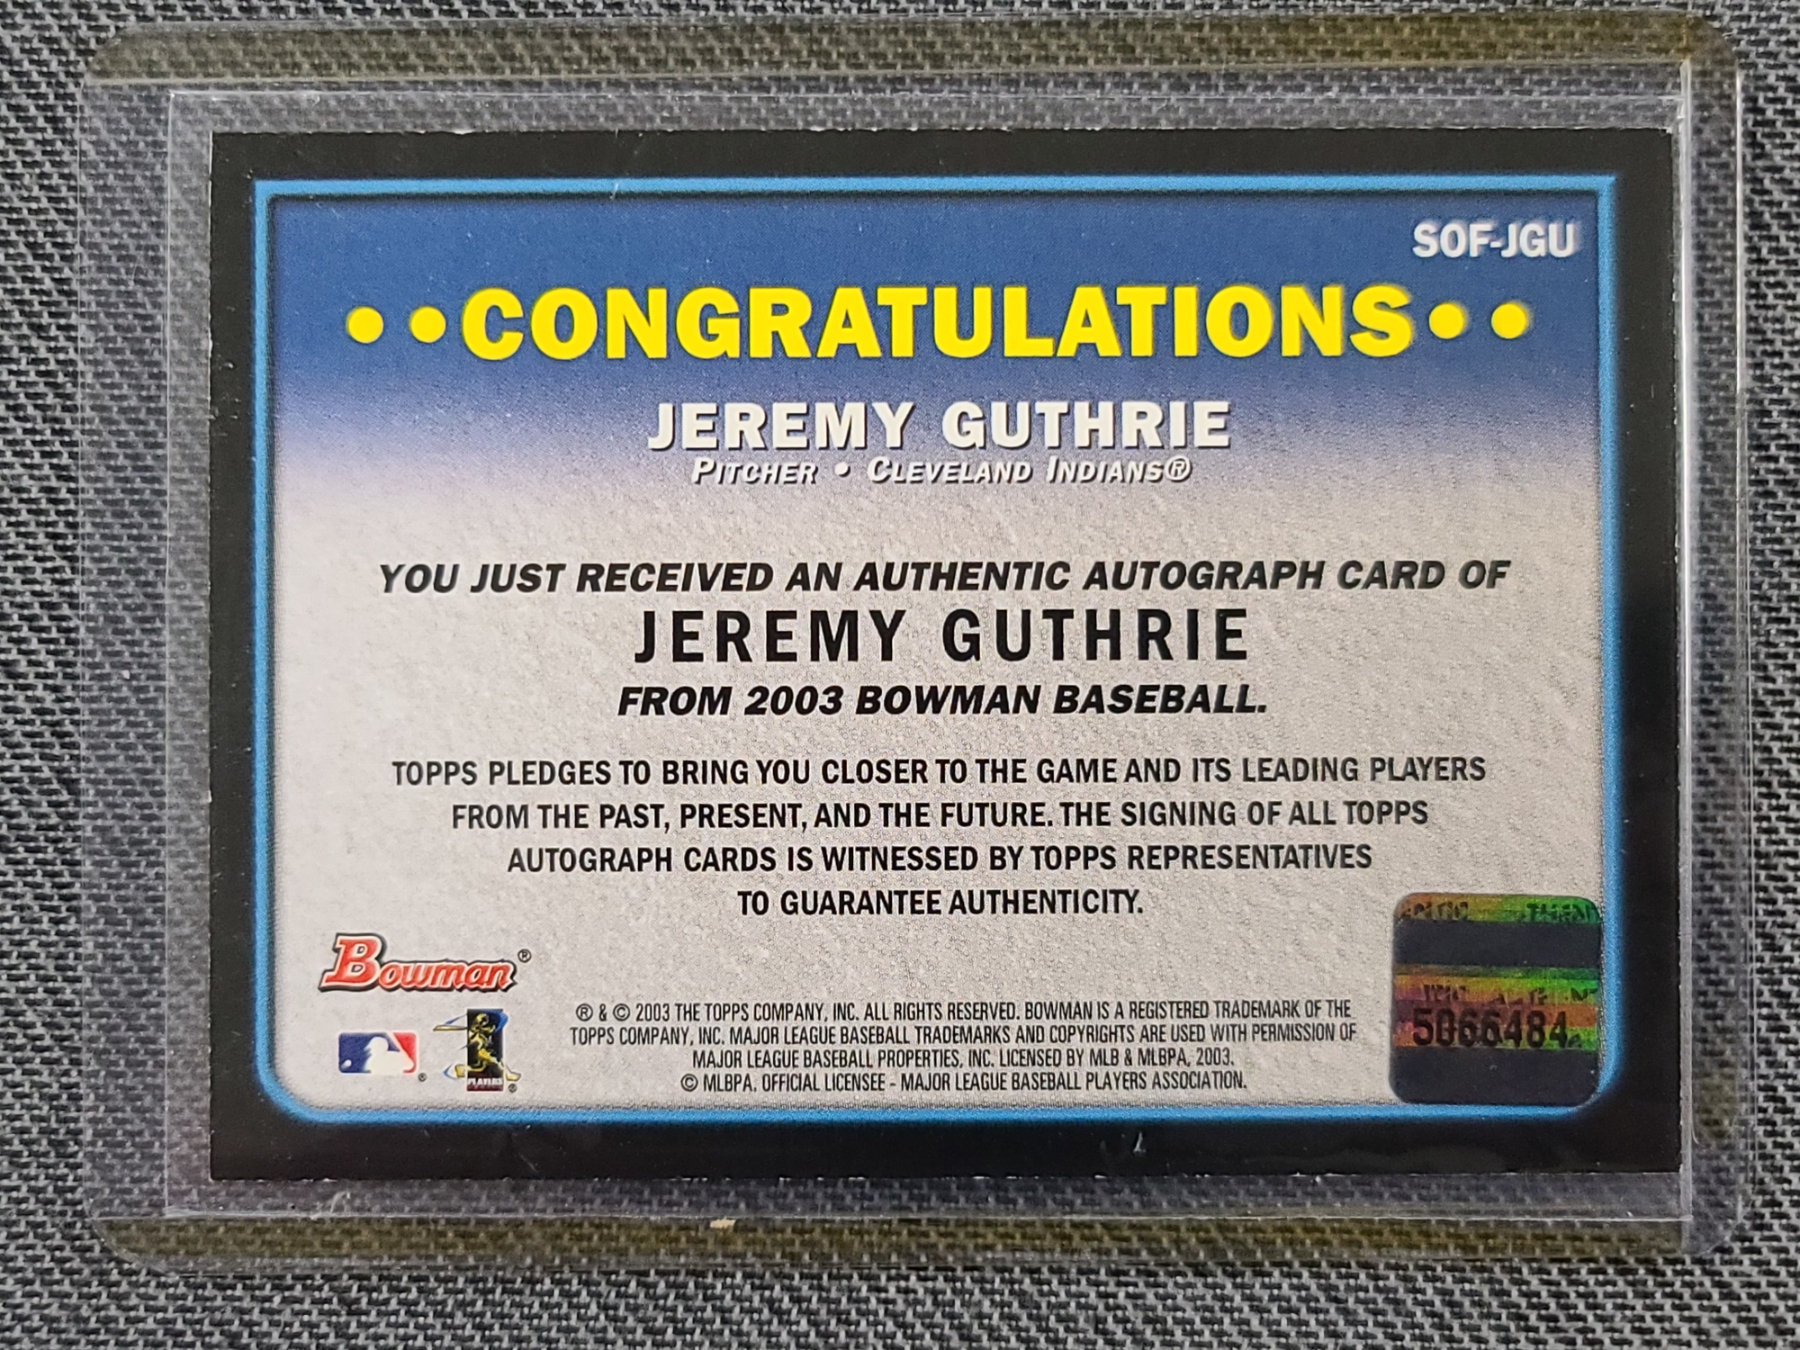 SOF-JGU
••CONGRATULATIONS••
JEREMY GUTHRIE
PITCHER • CLEVELAND INDIANS®
YOU JUST RECEIVED AN AUTHENTIC AUTOGRAPH CARD OF
JEREMY GUTHRIE
FROM 2003 BOWMAN BASEBALL.
TOPPS PLEDGES TO BRING YOU CLOSER TO THE GAME AND ITS LEADING PLAYERS
FROM THE PAST, PRESENT, AND THE FUTURE. THE SIGNING OF ALL TOPPS
AUTOGRAPH CARDS IS WITNESSED BY TOPPS REPRESENTATIVES
TO GUARANTEE AUTHENTICITY.
Bowman®
® & © 2003 THE TOPPS COMPANY, INC. ALL RIGHTS RESERVED. BOWMAN IS A REGISTERED TRADEMARK OF THE
TOPPS COMPANY, INC. MAJOR LEAGUE BASEBALL TRADEMARKS AND COPYRIGHTS ARE USED WITH PERMISSION OF
MAJOR LEAGUE BASEBALL PROPERTIES, INC. LICENSED BY MLB & MLBPA, 2003.
© MLBPA. OFFICIAL LICENSEE - MAJOR LEAGUE BASEBALL PLAYERS ASSOCIATION.
PLAYERS
5066484